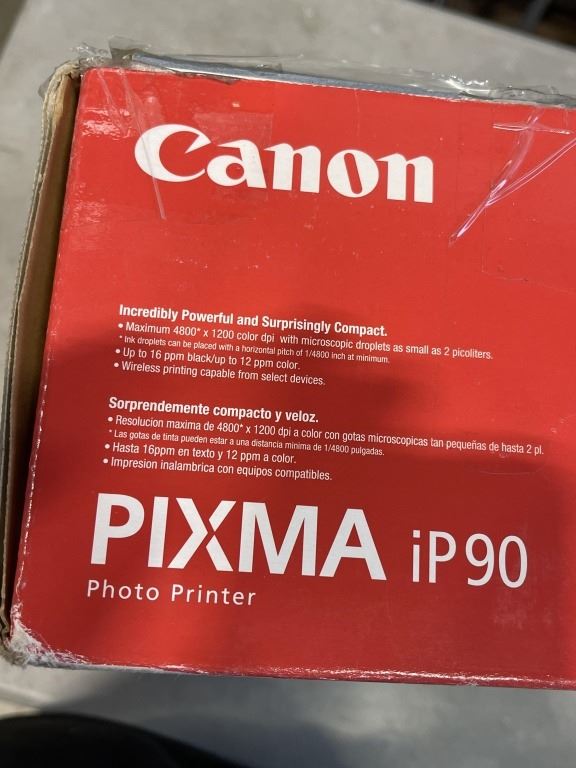 Canon
Incredibly Powerful and Surprisingly Compact.
• Maximum 4800* x 1200 color dpi with microscopic droplets as small as 2 picoliters.
* Ink droplets can be placed with a horizontal pitch of 1/4800 inch at minimum.
• Up to 16 ppm black/up to 12 ppm color.
• Wireless printing capable from select devices.
Sorprendemente compacto y veloz.
• Resolucion maxima de 4800* x 1200 dpi a color con gotas microscopicas tan pequeñas de hasta 2 pl.
* Las gotas de tinta pueden estar a una distancia minima de 1/4800 pulgadas.
• Hasta 16ppm en texto y 12 ppm a color.
• Impresion inalambrica con equipos compatibles.
PIXMA iP90
Photo Printer